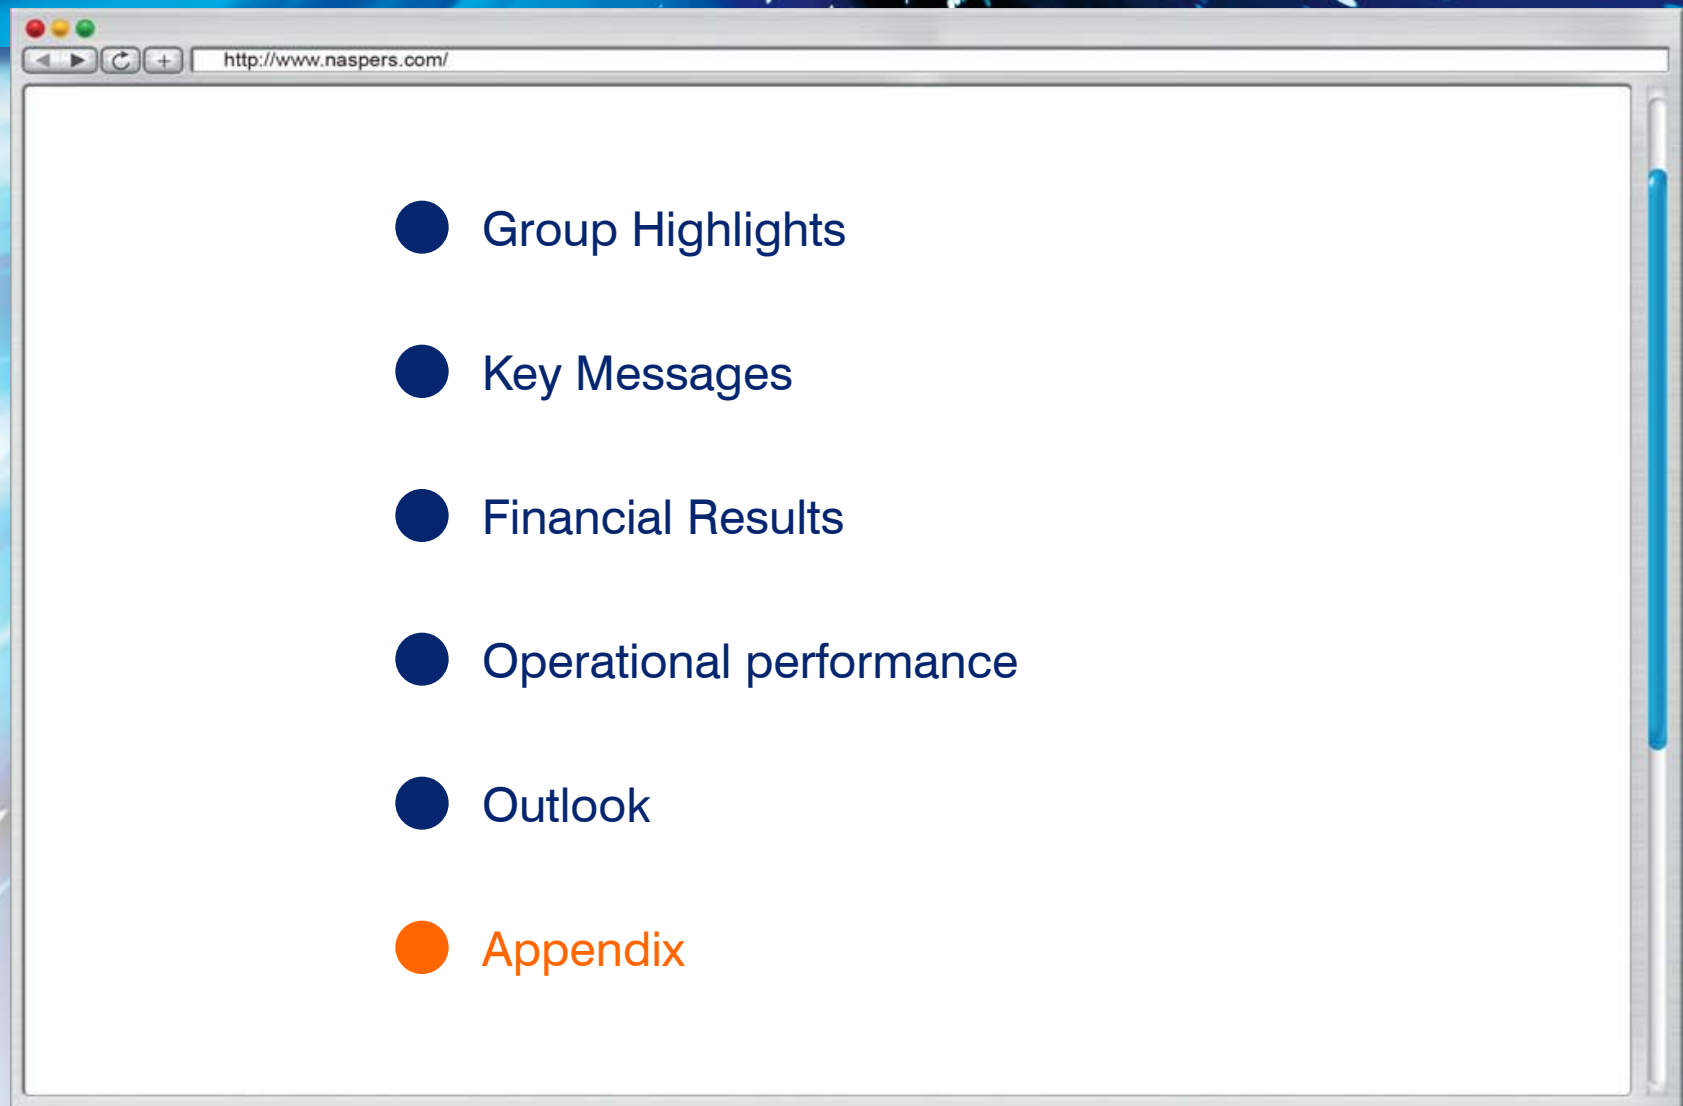 http://www.naspers.com/
Group Highlights
Key Messages
Financial Results
Operational performance
Outlook
Appendix